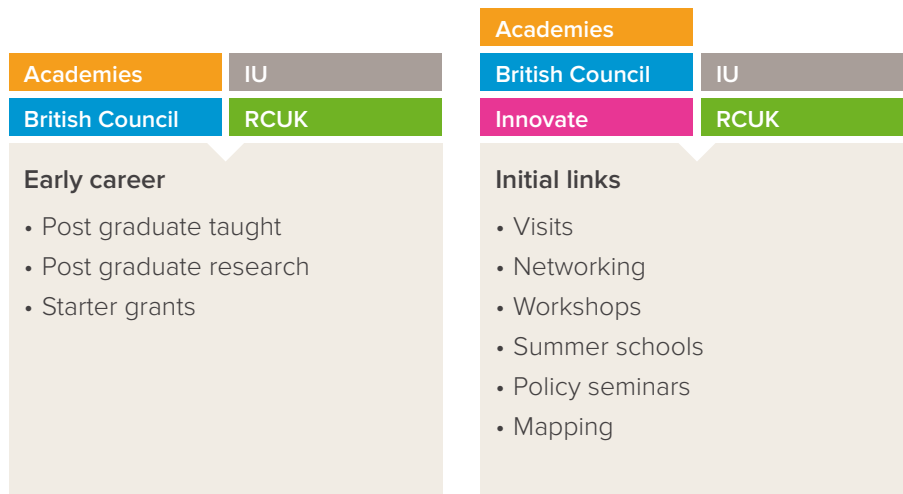 Academies IU
British Council RCUK
Early career
• Post graduate taught
• Post graduate research
• Starter grants
Academies
British Council IU
Innovate RCUK
Initial links
• Visits
• Networking
• Workshops
• Summer schools
• Policy seminars
• Mapping